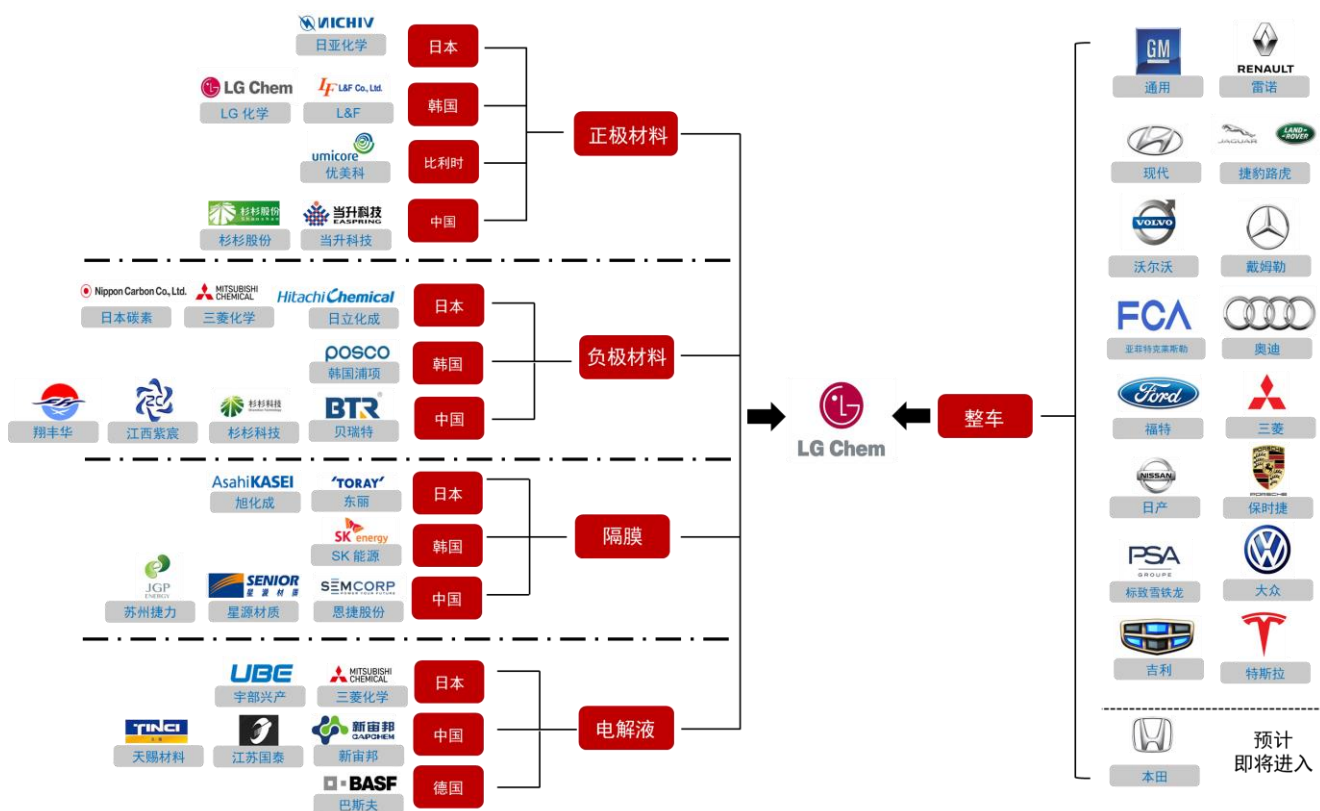 NICHIV
日亚化学
日本
LG Chem
L&F Co., Ltd.
LG 化学
L&F
韩国
正极材料
umicore
优美科
比利时
杉杉股份
当升科技
EASPRING
杉杉股份
当升科技
中国
Nippon Carbon Co., Ltd.
MITSUBISHI
CHEMICAL
Hitachi Chemical
日本碳素
三菱化学
日立化成
日本
posco
韩国浦项
韩国
负极材料
杉杉科技
BTR
翔丰华
江西紫宸
杉杉科技
贝瑞特
中国
AsahiKASEI
'TORAY'
旭化成
东丽
日本
SK energy
SK 能源
韩国
隔膜
JGP
ENERGY
SENIOR
星源材质
SEMCORP
苏州捷力
星源材质
恩捷股份
中国
UBE
MITSUBISHI
CHEMICAL
宇部兴产
三菱化学
日本
TINCI
新宙邦
CAPCHEM
天赐材料
江苏国泰
新宙邦
中国
电解液
BASF
巴斯夫
德国
LG
LG Chem
整车
GM
RENAULT
通用
雷诺
JAGUAR
LAND-
ROVER
现代
捷豹路虎
VOLVO
沃尔沃
戴姆勒
FCA
亚菲特克莱斯勒
奥迪
Ford
福特
三菱
NISSAN
PORSCHE
日产
保时捷
PSA
GROUPE
标致雪铁龙
大众
吉利
特斯拉
本田
预计
即将进入